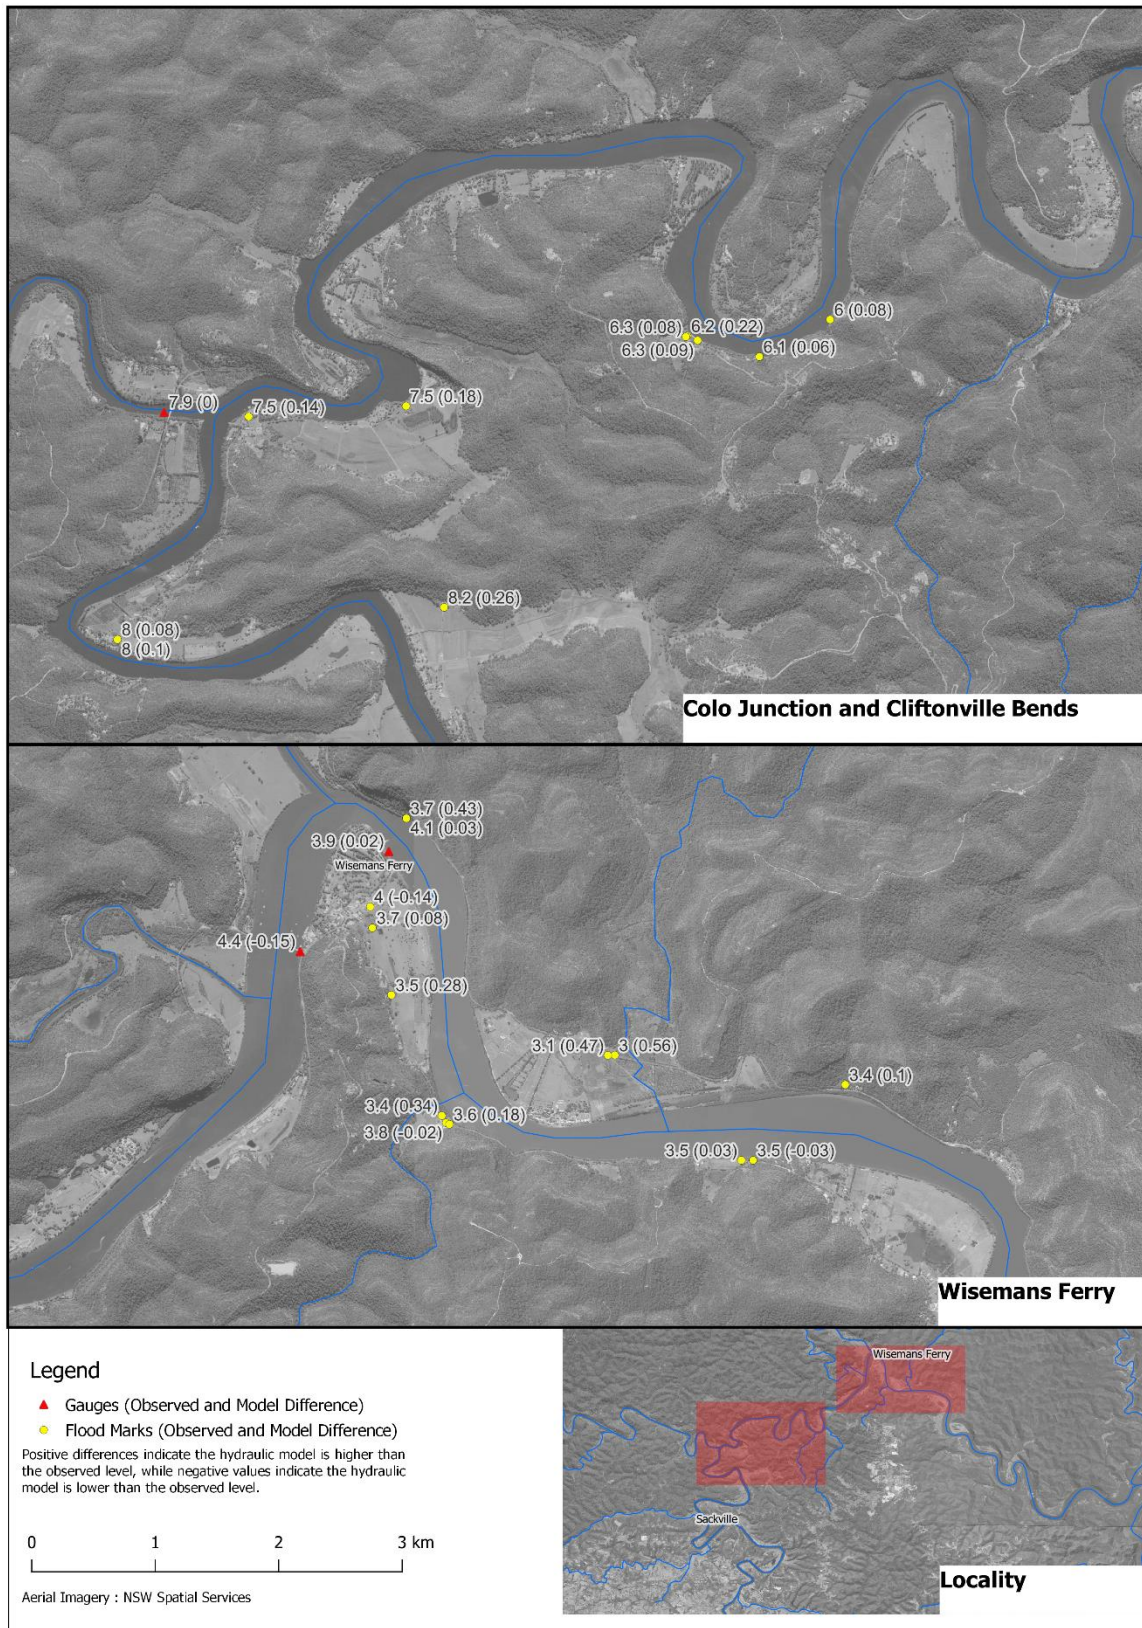 6 (0.08)
6.3 (0.08)
6.2 (0.22)
6.3 (0.09)
6.1 (0.06)
7.9 (0)
7.5 (0.14)
7.5 (0.18)
8.2 (0.26)
8 (0.08)
8 (0.1)
Colo Junction and Cliftonville Bends
3.7 (0.43)
4.1 (0.03)
3.9 (0.02)
Wisemans Ferry
4 (-0.14)
3.7 (0.08)
4.4 (-0.15)
3.5 (0.28)
3.1 (0.47)
3 (0.56)
3.4 (0.1)
3.4 (0.34)
3.6 (0.18)
3.8 (-0.02)
3.5 (0.03)
3.5 (-0.03)
Wisemans Ferry
Legend
Gauges (Observed and Model Difference)
Flood Marks (Observed and Model Difference)
Positive differences indicate the hydraulic model is higher than
the observed level, while negative values indicate the hydraulic
model is lower than the observed level.
0 1 2 3 km
Aerial Imagery : NSW Spatial Services
Wisemans Ferry
Sackville
Locality